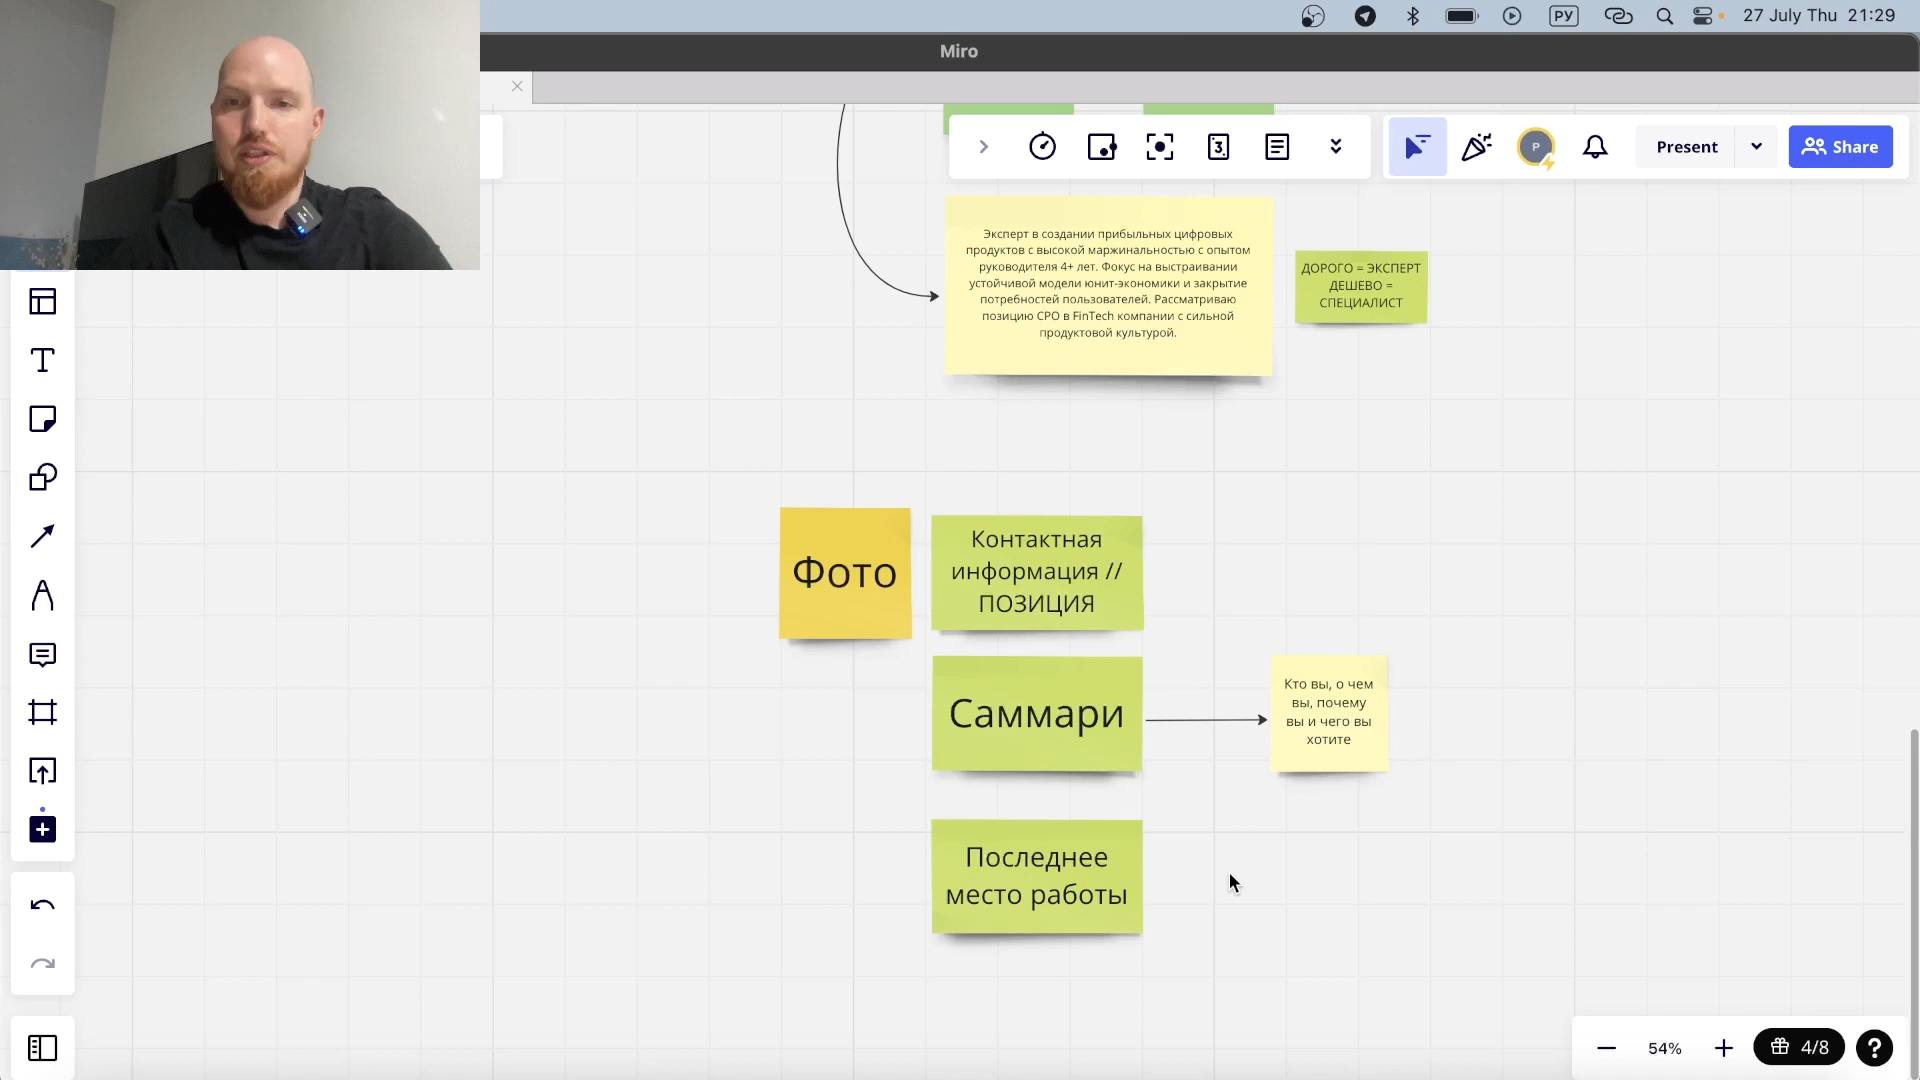 РУ
27 July Thu 21:29
Miro
3
P
Present
Share
Эксперт в создании прибыльных цифровых
продуктов с высокой маржинальностью с опытом
руководителя 4+ лет. Фокус на выстраивании
устойчивой модели юнит-экономики и закрытие
потребностей пользователей. Рассматриваю
позицию CPO в FinTech компании с сильной
продуктовой культурой.
ДОРОГО = ЭКСПЕРТ
ДЕШЕВО =
СПЕЦИАЛИСТ
Фото
Контактная
информация //
ПОЗИЦИЯ
Саммари
Кто вы, о чем
вы, почему
вы и чего вы
хотите
Последнее
место работы
54%
4/8
?